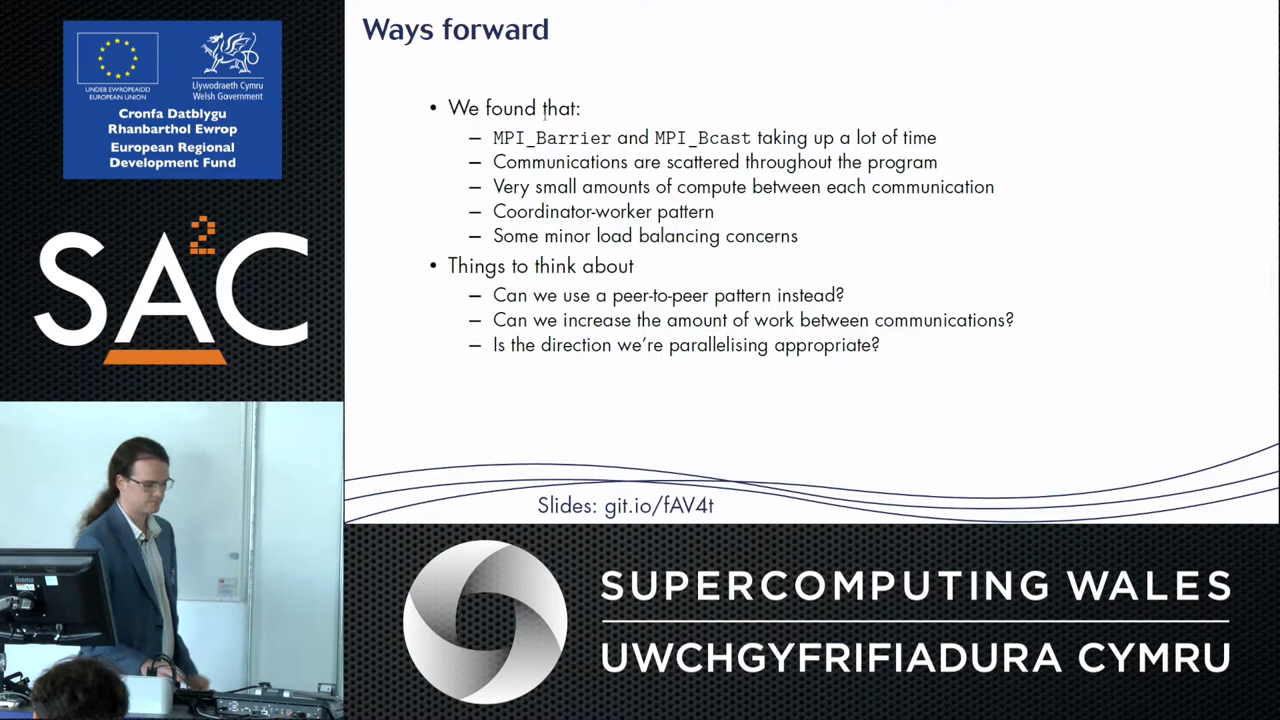 Ways forward
• We found that:
– MPI_Barrier and MPI_Bcast taking up a lot of time
– Communications are scattered throughout the program
– Very small amounts of compute between each communication
– Coordinator-worker pattern
– Some minor load balancing concerns
• Things to think about
– Can we use a peer-to-peer pattern instead?
– Can we increase the amount of work between communications?
– Is the direction we're parallelising appropriate?
Slides: git.io/fAV4t
UNDEB EWROPEAIDD
EUROPEAN UNION
Llywodraeth Cymru
Welsh Government
Cronfa Datblygu
Rhanbarthol Ewrop
European Regional
Development Fund
SA2C
iiyama
SUPERCOMPUTING WALES
UWCHGYFRIFIADURA CYMRU